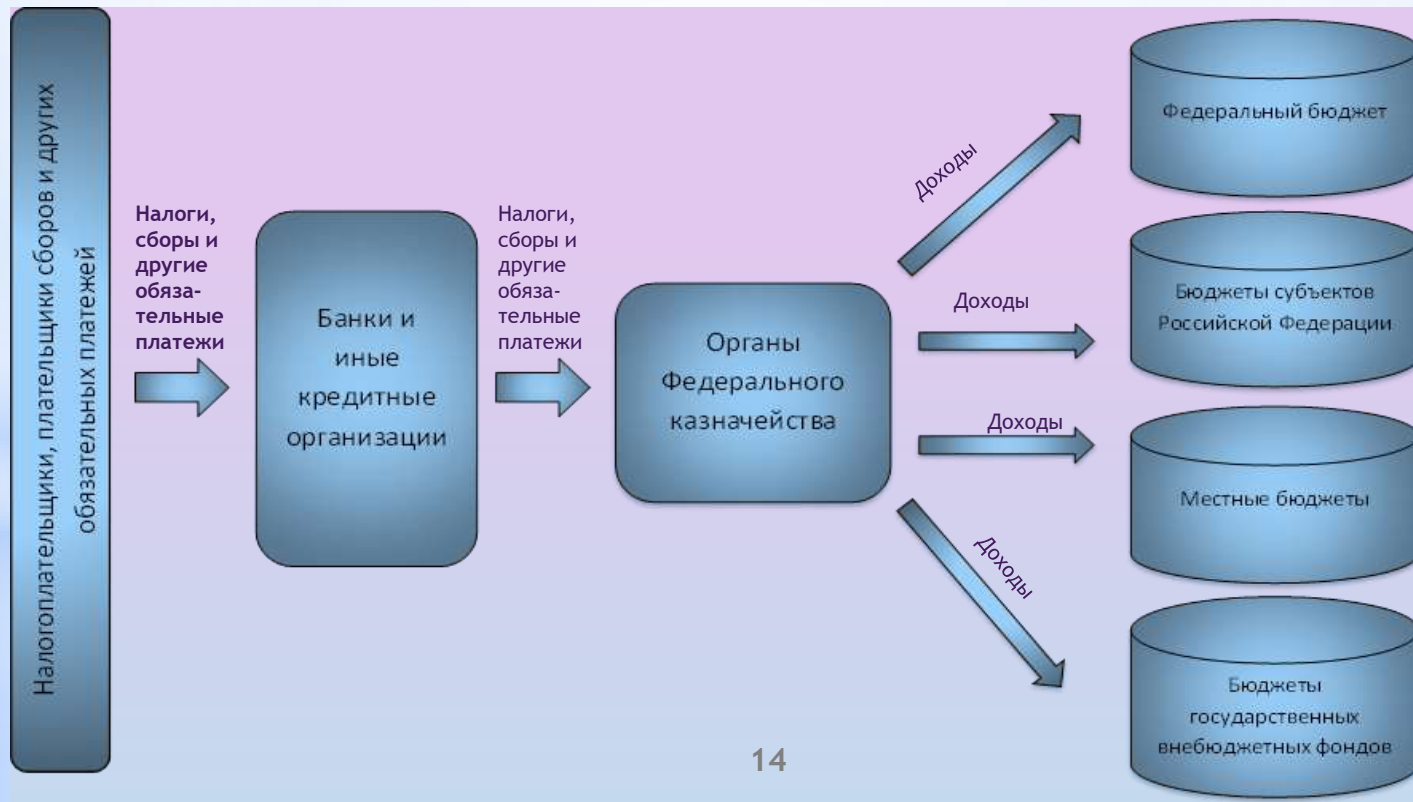 Налогоплательщики, плательщики сборов и других
обязательных платежей
Налоги,
сборы и
другие
обяза-
тельные
платежи
Банки и
иные
кредитные
организации
Налоги,
сборы и
другие
обяза-
тельные
платежи
Органы
Федерального
казначейства
Доходы
Доходы
Доходы
Доходы
Федеральный бюджет
Бюджеты субъектов
Российской Федерации
Местные бюджеты
Бюджеты
государственных
внебюджетных фондов
14